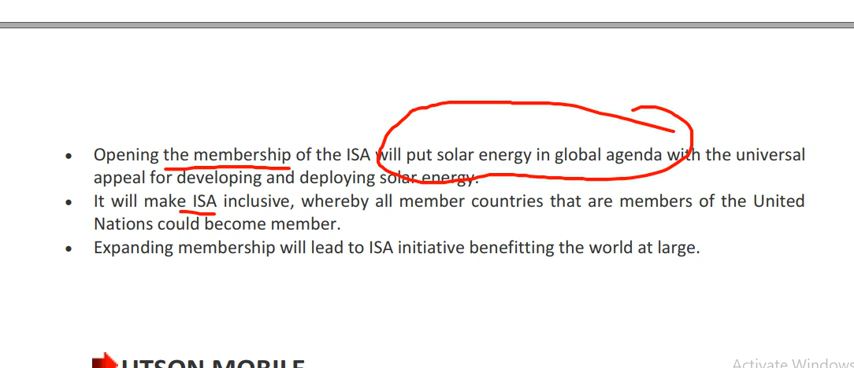 • Opening the membership of the ISA will put solar energy in global agenda with the universal
appeal for developing and deploying solar energy.
• It will make ISA inclusive, whereby all member countries that are members of the United
Nations could become member.
• Expanding membership will lead to ISA initiative benefitting the world at large.
MOBILE
Activate Windows